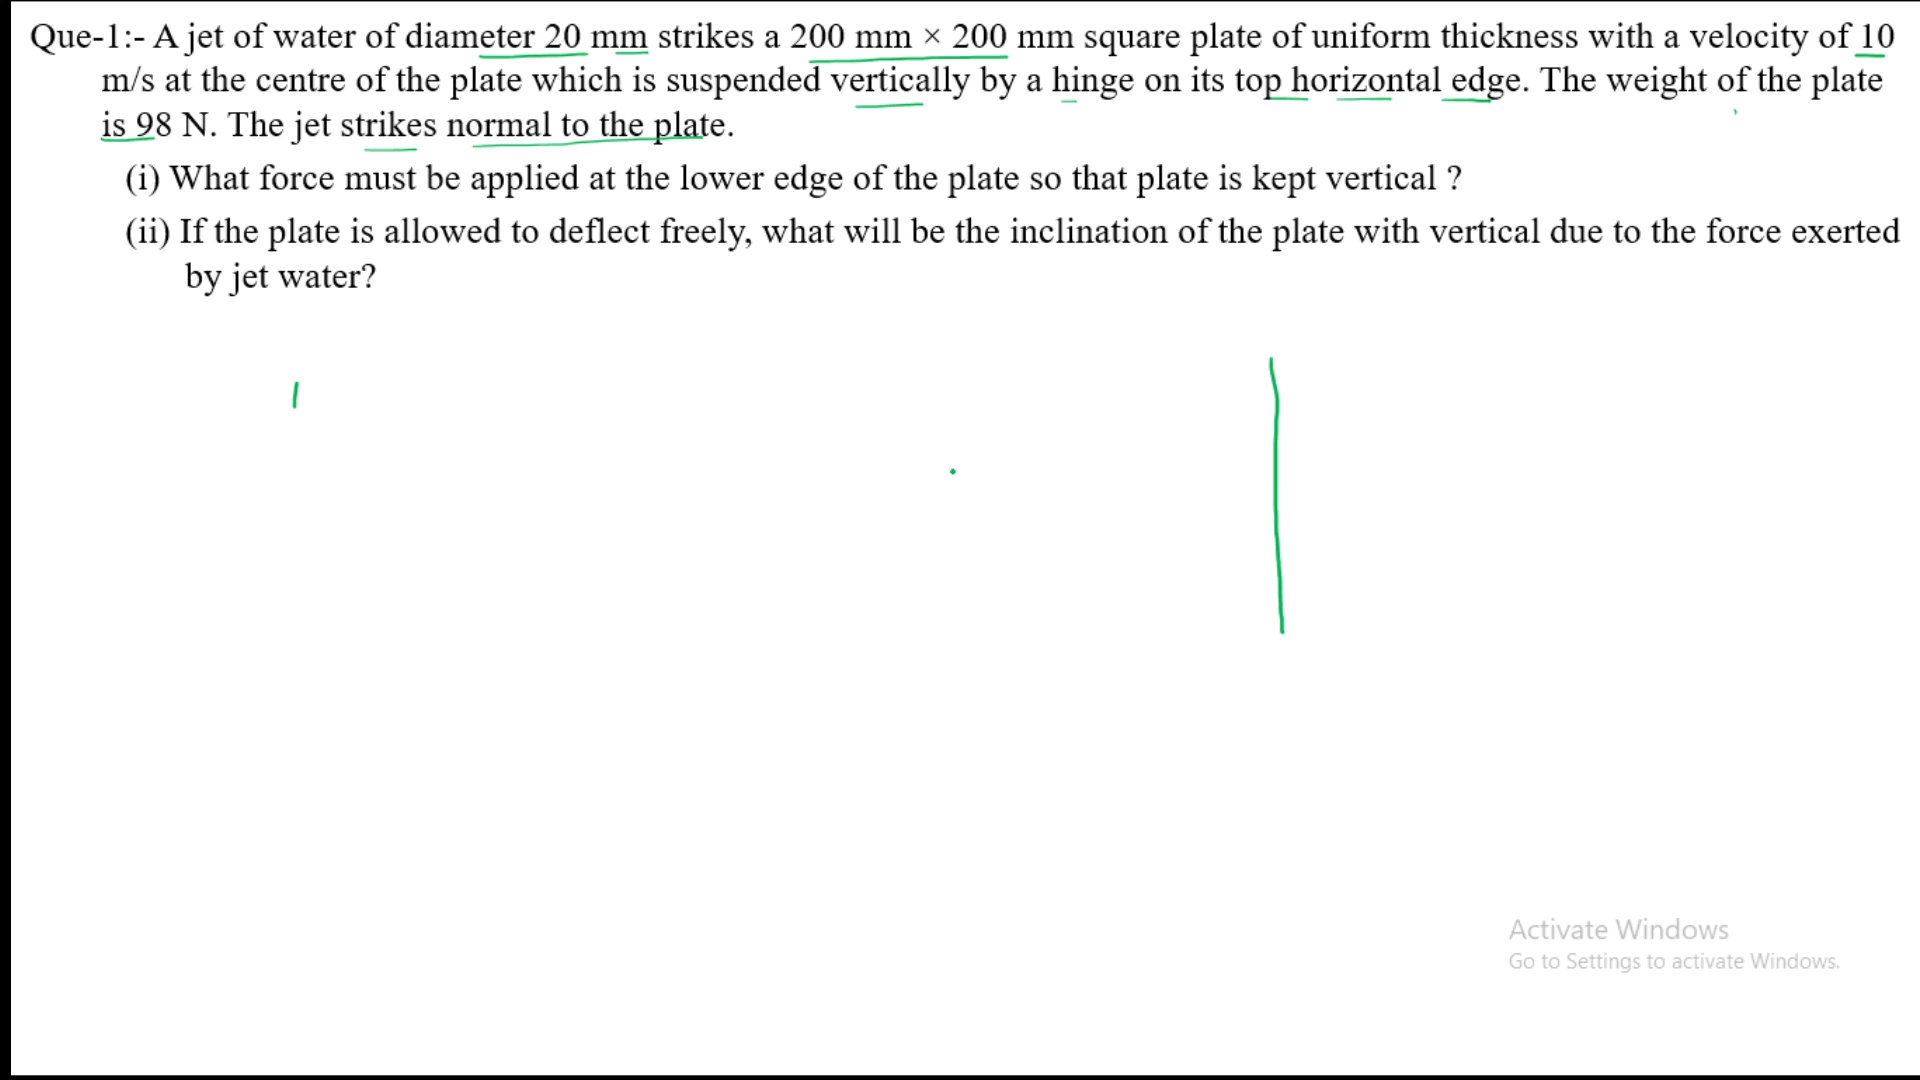 Que-1:- A jet of water of diameter 20 mm strikes a 200 mm × 200 mm square plate of uniform thickness with a velocity of 10
m/s at the centre of the plate which is suspended vertically by a hinge on its top horizontal edge. The weight of the plate
is 98 N. The jet strikes normal to the plate.
(i) What force must be applied at the lower edge of the plate so that plate is kept vertical ?
(ii) If the plate is allowed to deflect freely, what will be the inclination of the plate with vertical due to the force exerted
by jet water?
Activate Windows
Go to Settings to activate Windows.